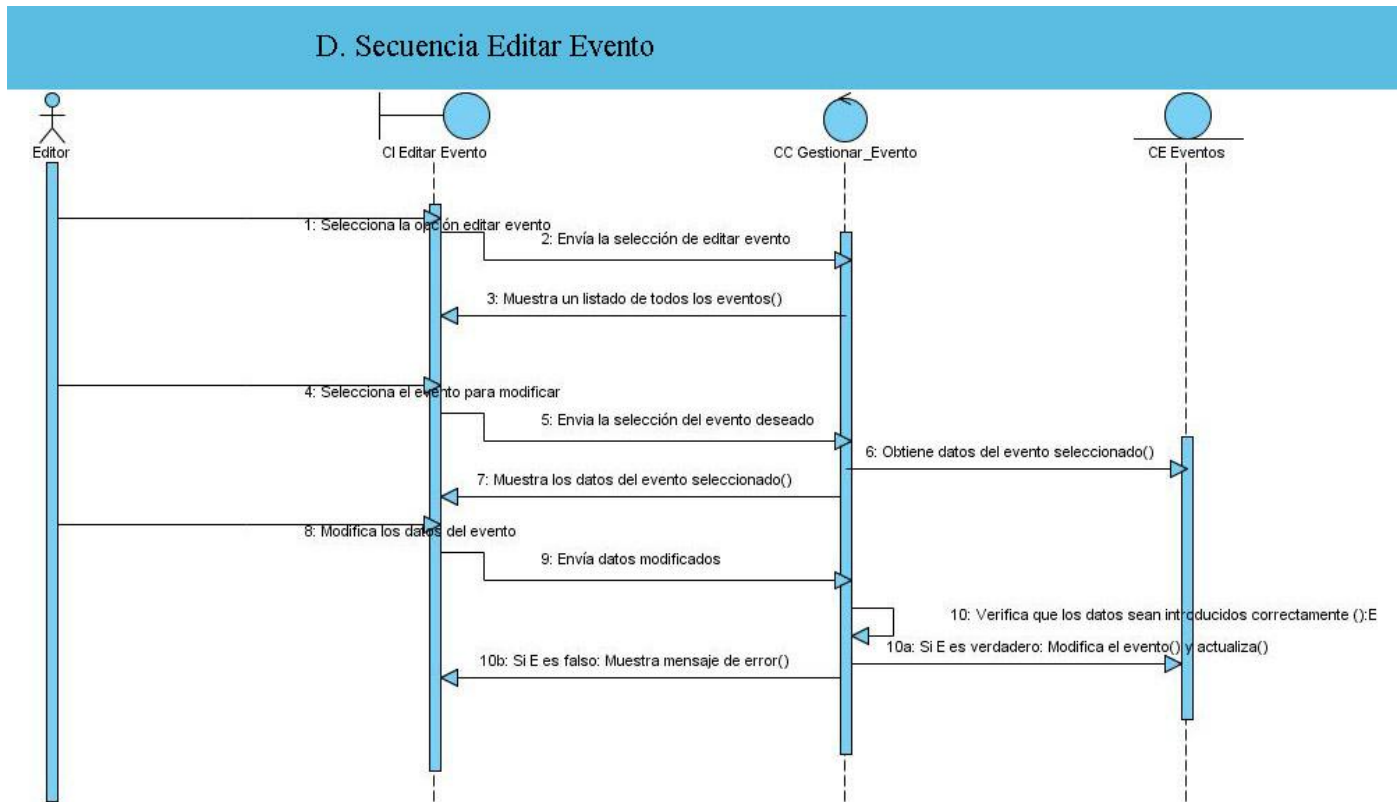 D. Secuencia Editar Evento
Editor
CI Editar Evento
CC Gestionar_Evento
CE Eventos
1: Selecciona la opción editar evento
2: Envía la selección de editar evento
3: Muestra un listado de todos los eventos()
4: Selecciona el evento para modificar
5: Envia la selección del evento deseado
6: Obtiene datos del evento seleccionado()
7: Muestra los datos del evento seleccionado()
8: Modifica los datos del evento
9: Envía datos modificados
10: Verifica que los datos sean introducidos correctamente ():E
10a: Si E es verdadero: Modifica el evento() y actualiza()
10b: Si E es falso: Muestra mensaje de error()